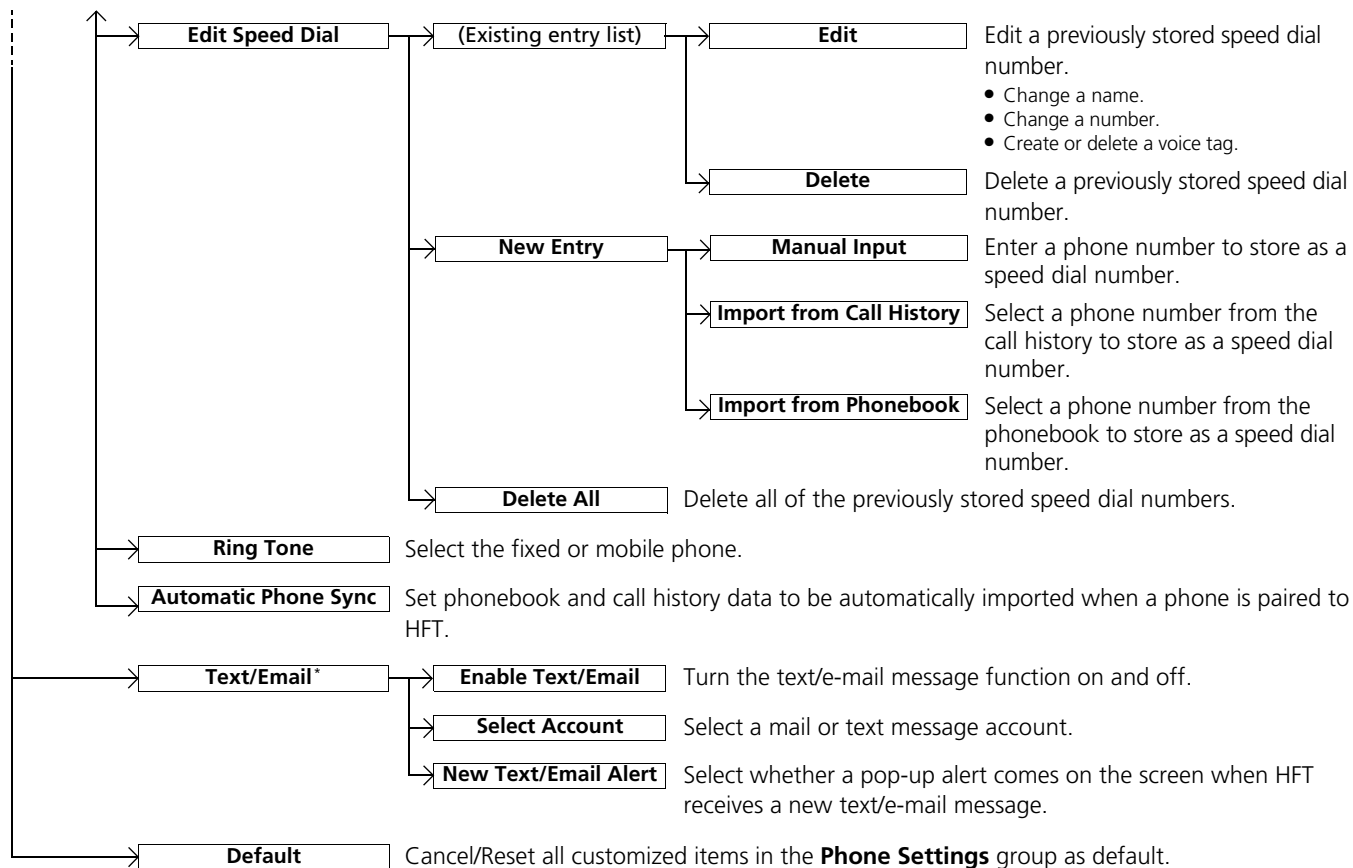 Edit Speed Dial
(Existing entry list)
Edit
Edit a previously stored speed dial
number.
• Change a name.
• Change a number.
• Create or delete a voice tag.
Delete
Delete a previously stored speed dial
number.
New Entry
Manual Input
Enter a phone number to store as a
speed dial number.
Import from Call History
Select a phone number from the
call history to store as a speed dial
number.
Import from Phonebook
Select a phone number from the
phonebook to store as a speed dial
number.
Delete All
Delete all of the previously stored speed dial numbers.
Ring Tone
Select the fixed or mobile phone.
Automatic Phone Sync
Set phonebook and call history data to be automatically imported when a phone is paired to
HFT.
Text/Email*
Enable Text/Email
Turn the text/e-mail message function on and off.
Select Account
Select a mail or text message account.
New Text/Email Alert
Select whether a pop-up alert comes on the screen when HFT
receives a new text/e-mail message.
Default
Cancel/Reset all customized items in the Phone Settings group as default.